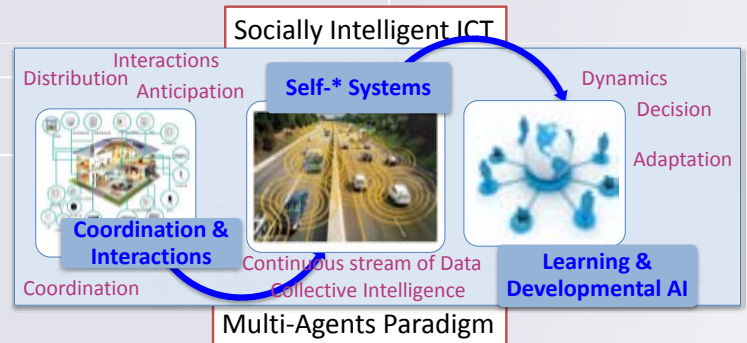 Socially Intelligent ICT
Interactions
Distribution
Anticipation
Self-* Systems
Dynamics
Decision
Adaptation
Coordination &
Interactions
Continuous stream of Data
Collective Intelligence
Learning &
Developmental AI
Coordination
Multi-Agents Paradigm